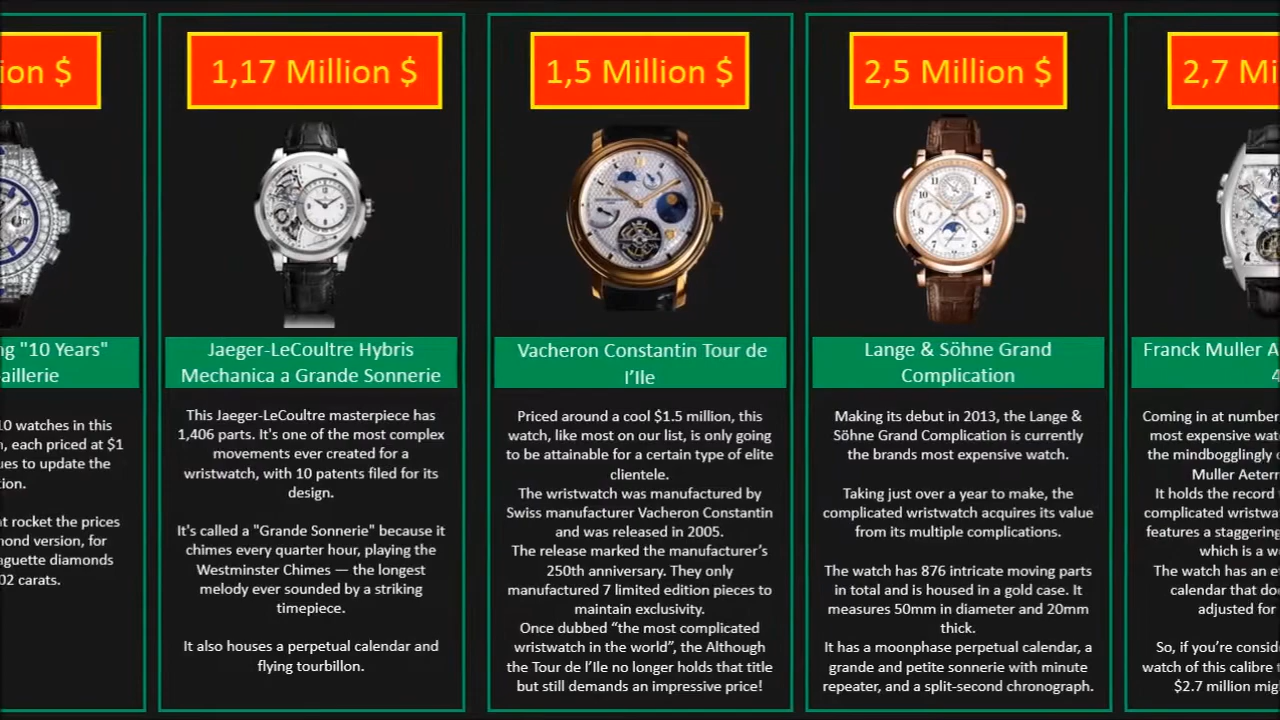 ion $
ng "10 Years"
aillerie
10 watches in this
n, each priced at $1
ues to update the
tion.
t rocket the prices
mond version, for
aguette diamonds
02 carats.
1,17 Million $
Jaeger-LeCoultre Hybris
Mechanica a Grande Sonnerie
This Jaeger-LeCoultre masterpiece has
1,406 parts. It's one of the most complex
movements ever created for a
wristwatch, with 10 patents filed for its
design.
It's called a "Grande Sonnerie" because it
chimes every quarter hour, playing the
Westminster Chimes — the longest
melody ever sounded by a striking
timepiece.
It also houses a perpetual calendar and
flying tourbillon.
1,5 Million $
Vacheron Constantin Tour de
l’Ile
Priced around a cool $1.5 million, this
watch, like most on our list, is only going
to be attainable for a certain type of elite
clientele.
The wristwatch was manufactured by
Swiss manufacturer Vacheron Constantin
and was released in 2005.
The release marked the manufacturer’s
250th anniversary. They only
manufactured 7 limited edition pieces to
maintain exclusivity.
Once dubbed “the most complicated
wristwatch in the world”, the Although
the Tour de l’Ile no longer holds that title
but still demands an impressive price!
2,5 Million $
Lange & Söhne Grand
Complication
Making its debut in 2013, the Lange &
Söhne Grand Complication is currently
the brands most expensive watch.
Taking just over a year to make, the
complicated wristwatch acquires its value
from its multiple complications.
The watch has 876 intricate moving parts
in total and is housed in a gold case. It
measures 50mm in diameter and 20mm
thick.
It has a moonphase perpetual calendar, a
grande and petite sonnerie with minute
repeater, and a split-second chronograph.
2,7 Mi
Franck Muller A
4
Coming in at number
most expensive wat
the mindbogglingly
Muller Aetern
It holds the record
complicated wristwa
features a staggering
which is a w
The watch has an e
calendar that do
adjusted for
So, if you’re consid
watch of this calibre
$2.7 million mig